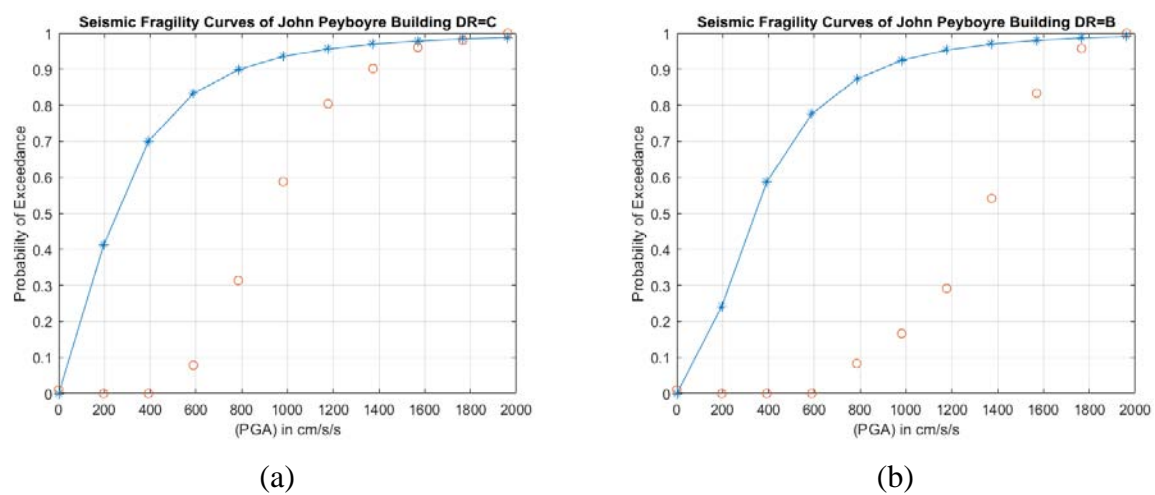 Seismic Fragility Curves of John Peyboyre Building DR=C
1
0.9
0.8
0.7
0.6
0.5
0.4
0.3
0.2
0.1
0
Probability of Exceedance
0 200 400 600 800 1000 1200 1400 1600 1800 2000
(PGA) in cm/s/s
(a)
Seismic Fragility Curves of John Peyboyre Building DR=B
1
0.9
0.8
0.7
0.6
0.5
0.4
0.3
0.2
0.1
0
Probability of Exceedance
0 200 400 600 800 1000 1200 1400 1600 1800 2000
(PGA) in cm/s/s
(b)